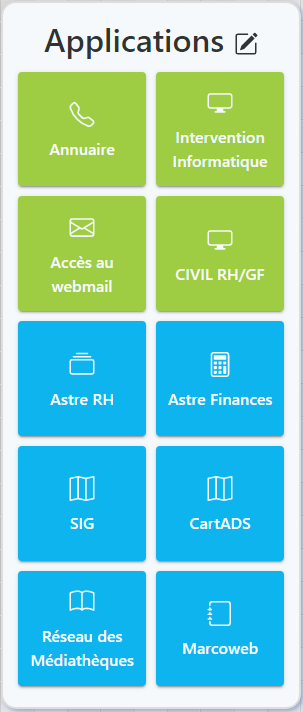 Applications
Annuaire
Intervention
Informatique
Accès au
webmail
CIVIL RH/GF
Astre RH
Astre Finances
SIG
CartADS
Réseau des
Médiathèques
Marcoweb